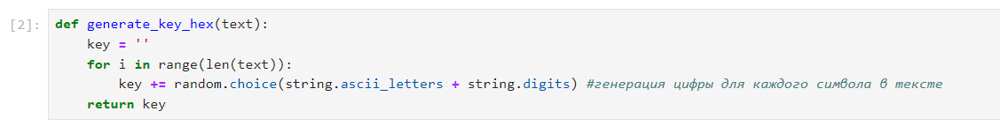 [2]: def generate_key_hex(text):
    key = ''
    for i in range(len(text)):
        key += random.choice(string.ascii_letters + string.digits) #генерация цифры для каждого символа в тексте
    return key